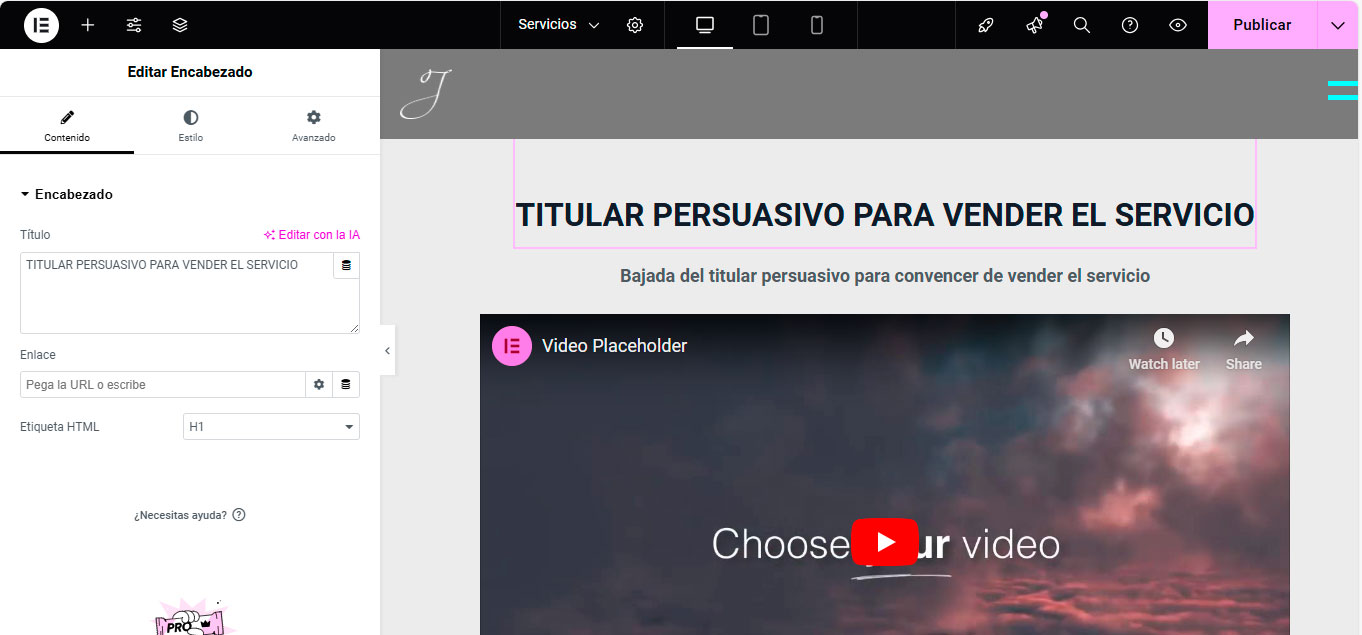 Servicios
Publicar
Editar Encabezado
Contenido
Estilo
Avanzado
Encabezado
Título
Editar con la IA
TITULAR PERSUASIVO PARA VENDER EL SERVICIO
Enlace
Pega la URL o escribe
Etiqueta HTML
H1
¿Necesitas ayuda?
PRO
TITULAR PERSUASIVO PARA VENDER EL SERVICIO
Bajada del titular persuasivo para convencer de vender el servicio
Video Placeholder
Watch later
Share
Choose video